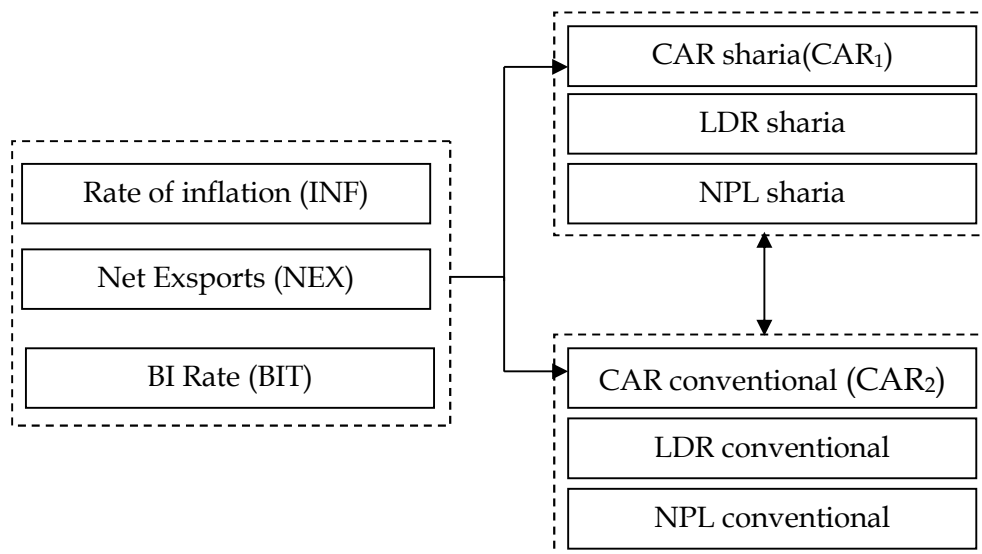 CAR sharia(CAR₁)
LDR sharia
NPL sharia
Rate of inflation (INF)
Net Exsports (NEX)
BI Rate (BIT)
CAR conventional (CAR₂)
LDR conventional
NPL conventional